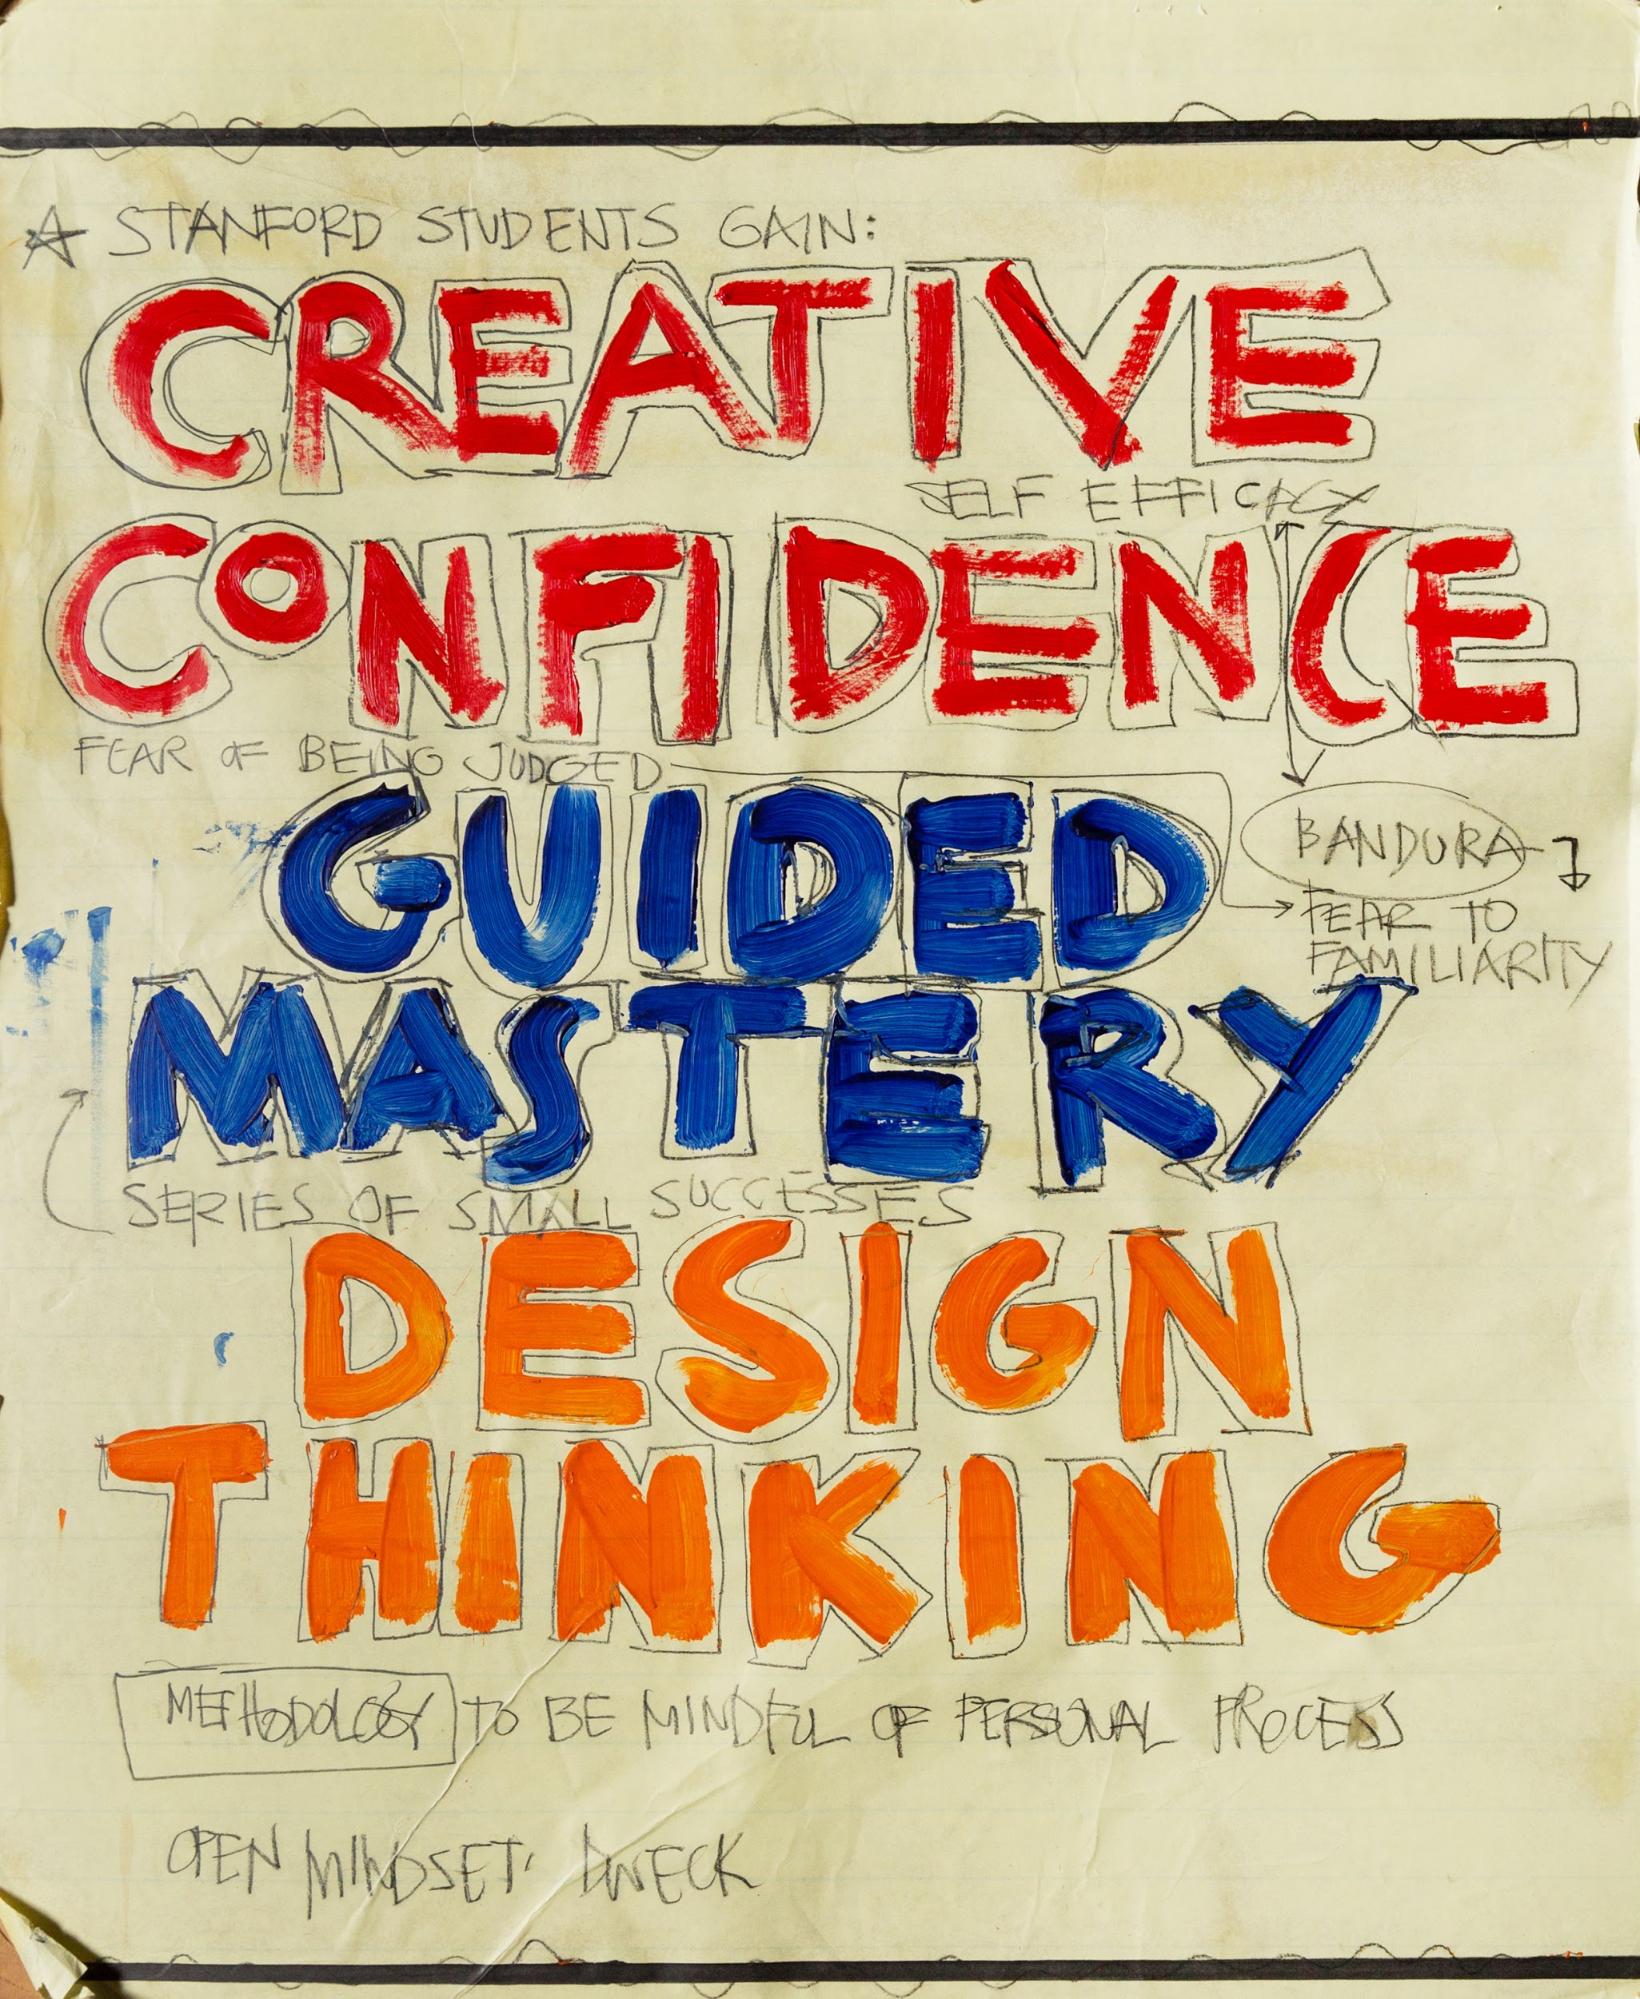 STANFORD STUDENTS GAIN:
CREATIVE
SELF EFFICACY
CONFIDENCE
FEAR OF BEING JUDGED
GUIDED
BANDURA
FEAR TO
FAMILIARITY
MASTERY
SERIES OF SMALL SUCCESSES
DESIGN
THINKING
METHODOLOGY TO BE MINDFUL OF PERSONAL PROCESS
OPEN MINDSET: DWECK